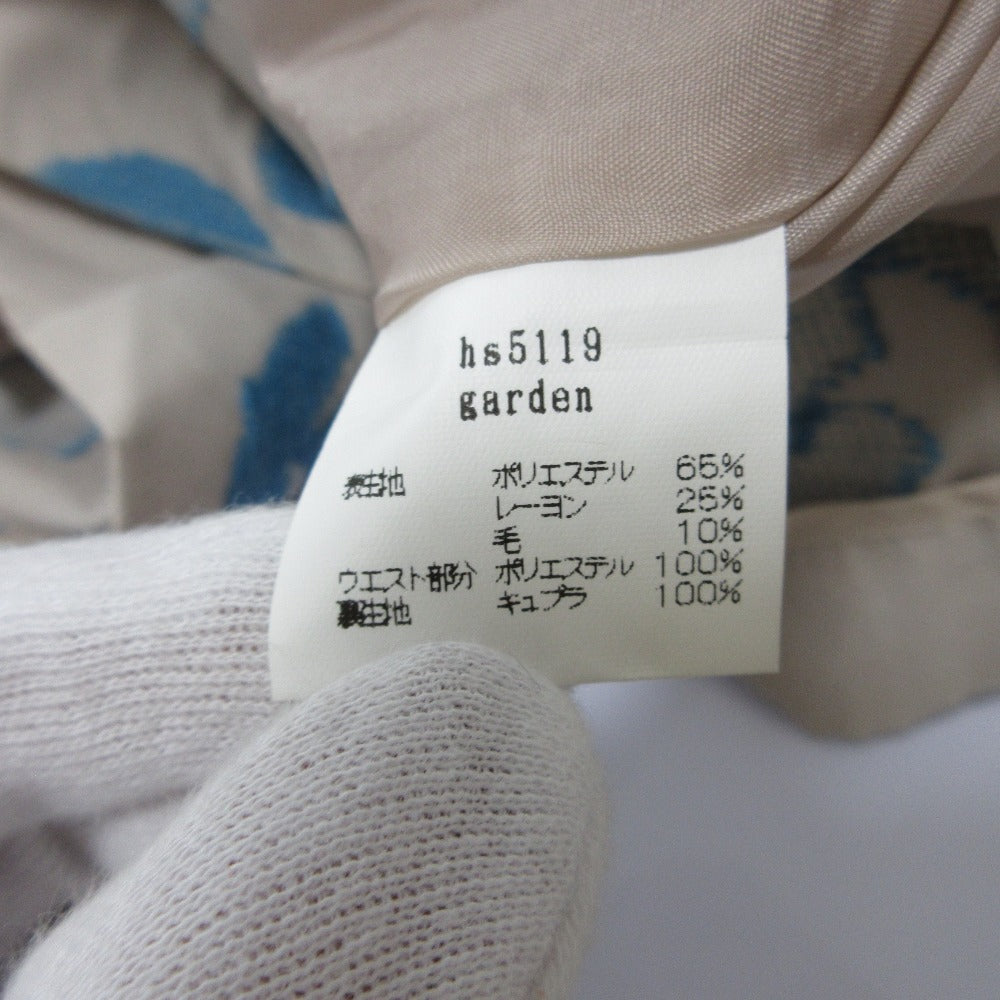 hs5119
garden
表生地 ポリエステル 65%
レーヨン 25%
毛 10%
ウエスト部分 ポリエステル 100%
裏生地 キュプラ 100%